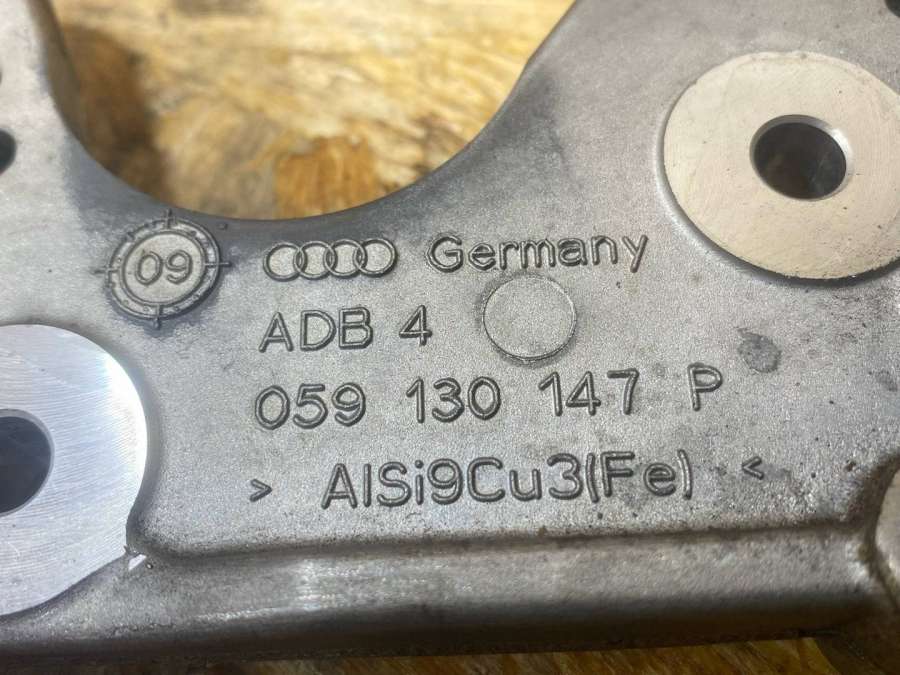 09
Germany
ADB 4
059 130 147 P
> AlSi9Cu3(Fe) <